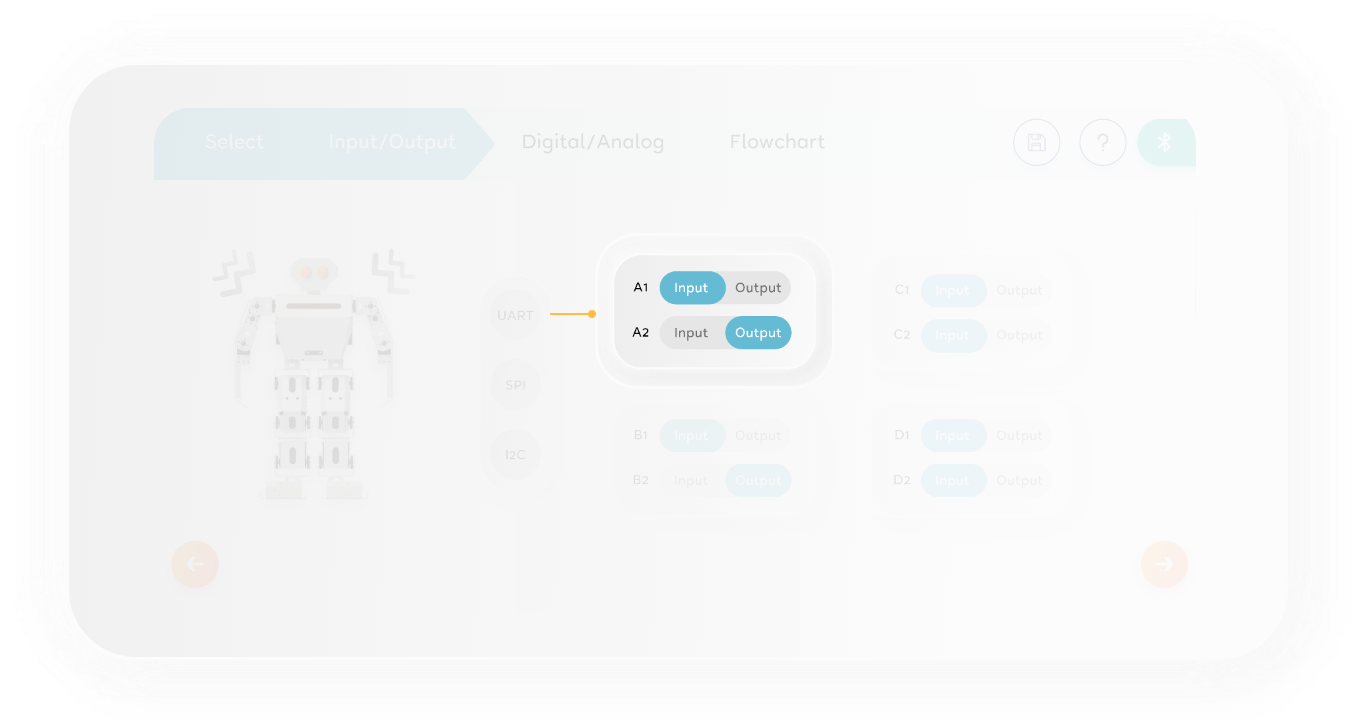 Select Input/Output Digital/Analog Flowchart ?
UART
SPI
I2C
A1 Input Output
A2 Input Output
C1 Input Output
C2 Input Output
B1 Input Output
B2 Input Output
D1 Input Output
D2 Input Output